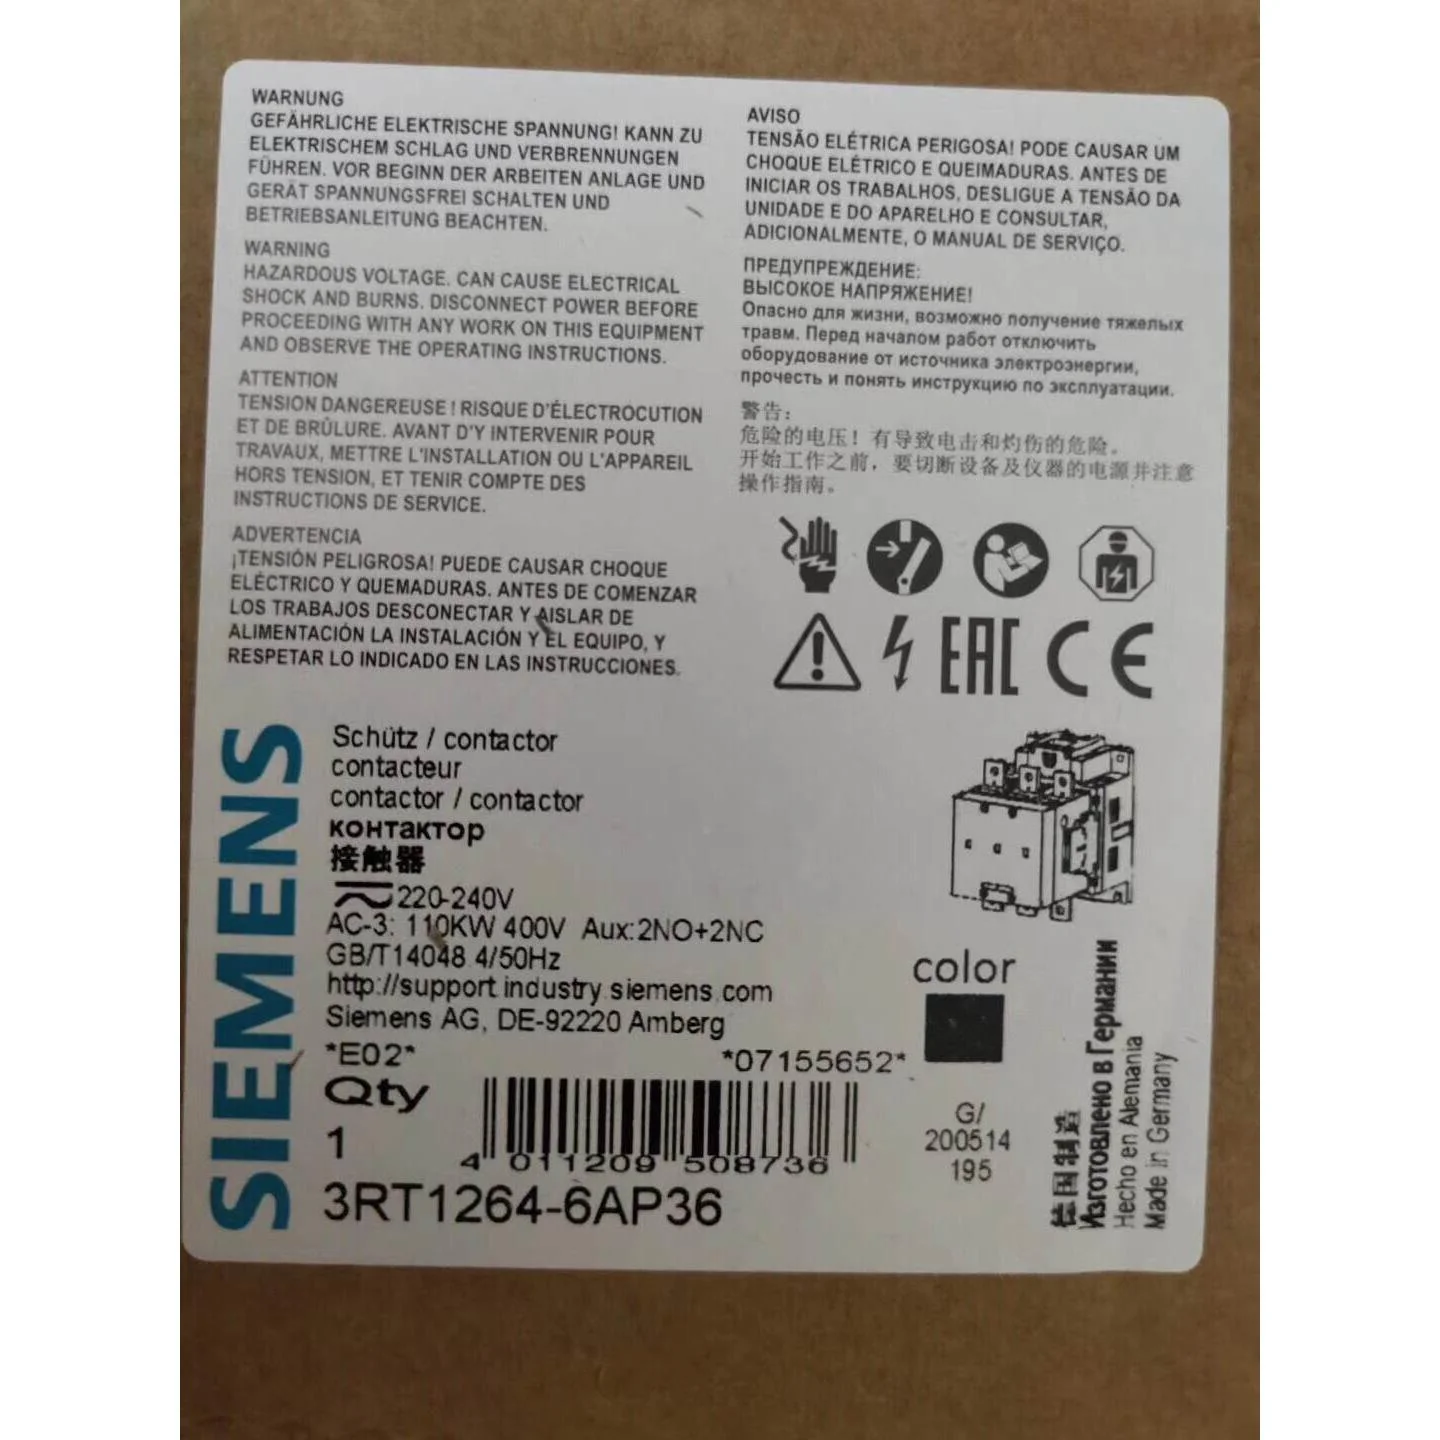 WARNUNG
GEFÄHRLICHE ELEKTRISCHE SPANNUNG! KANN ZU
ELEKTRISCHEM SCHLAG UND VERBRENNUNGEN
FÜHREN. VOR BEGINN DER ARBEITEN ANLAGE UND
GERÄT SPANNUNGSFREI SCHALTEN UND
BETRIEBSANLEITUNG BEACHTEN.
WARNING
HAZARDOUS VOLTAGE. CAN CAUSE ELECTRICAL
SHOCK AND BURNS. DISCONNECT POWER BEFORE
PROCEEDING WITH ANY WORK ON THIS EQUIPMENT
AND OBSERVE THE OPERATING INSTRUCTIONS.
ATTENTION
TENSION DANGEREUSE ! RISQUE D'ÉLECTROCUTION
ET DE BRÛLURE. AVANT D'Y INTERVENIR POUR
TRAVAUX, METTRE L'INSTALLATION OU L'APPAREIL
HORS TENSION, ET TENIR COMPTE DES
INSTRUCTIONS DE SERVICE.
ADVERTENCIA
¡TENSIÓN PELIGROSA! PUEDE CAUSAR CHOQUE
ELÉCTRICO Y QUEMADURAS. ANTES DE COMENZAR
LOS TRABAJOS DESCONECTAR Y AISLAR DE
ALIMENTACIÓN LA INSTALACIÓN Y EL EQUIPO, Y
RESPETAR LO INDICADO EN LAS INSTRUCCIONES.
AVISO
TENSÃO ELÉTRICA PERIGOSA! PODE CAUSAR UM
CHOQUE ELÉTRICO E QUEIMADURAS. ANTES DE
INICIAR OS TRABALHOS, DESLIGUE A TENSÃO DA
UNIDADE E DO APARELHO E CONSULTAR,
ADICIONALMENTE, O MANUAL DE SERVIÇO.
ПРЕДУПРЕЖДЕНИЕ:
ВЫСОКОЕ НАПРЯЖЕНИЕ!
Опасно для жизни, возможно получение тяжелых
травм. Перед началом работ отключить
оборудование от источника электроэнергии,
прочесть и понять инструкцию по эксплуатации.
警告:
危险的电压！有导致电击和灼伤的危险。
开始工作之前，要切断设备及仪器的电源并注意
操作指南。
EAC CE
SIEMENS
Schütz / contactor
contacteur
contactor / contactor
контактор
接触器
220-240V
AC-3: 110KW 400V Aux:2NO+2NC
GB/T14048.4/50Hz
http://support.industry.siemens.com
Siemens AG, DE-92220 Amberg
*E02* *07155652*
Qty
1
4 011209 508736
3RT1264-6AP36
color
G/
200514
195
德国制造
Изготовлено в Германии
Hecho en Alemania
Made in Germany